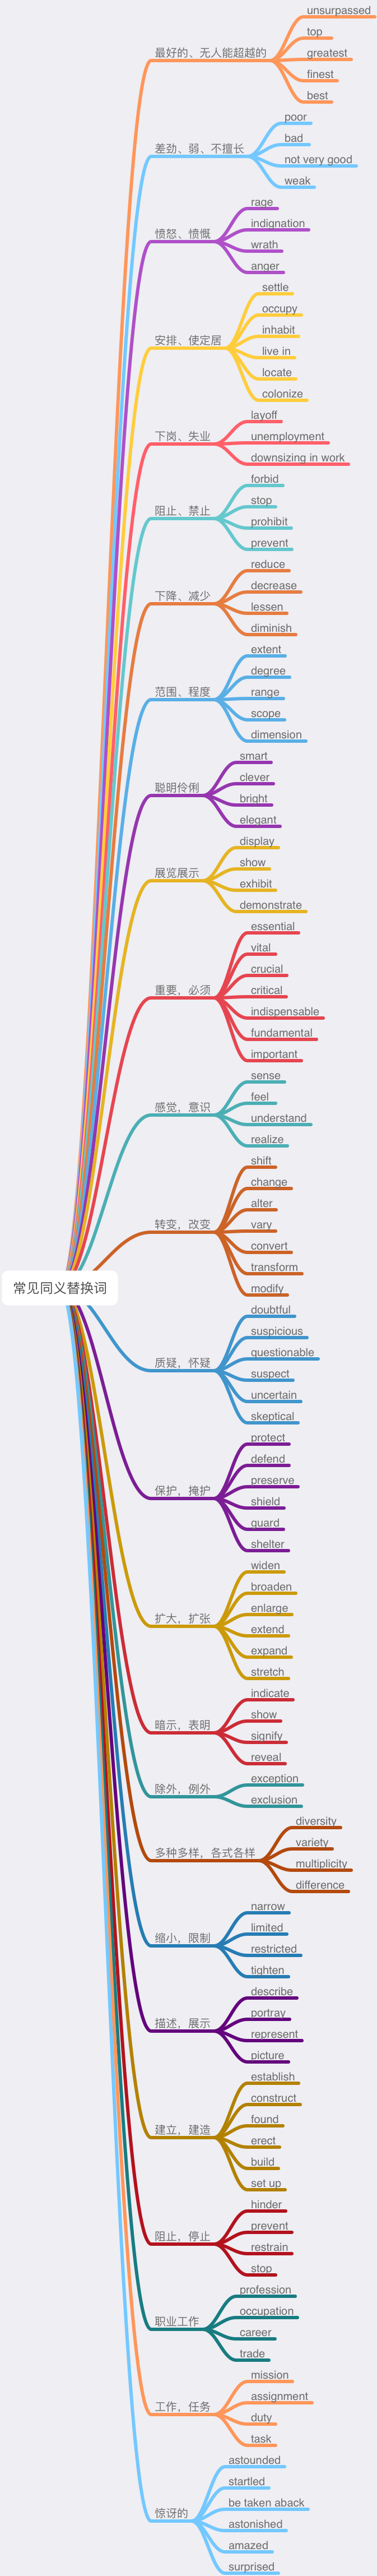 常见同义替换词
最好的、无人能超越的
unsurpassed
top
greatest
finest
best
差劲、弱、不擅长
poor
bad
not very good
weak
愤怒、愤慨
rage
indignation
wrath
anger
安排、使定居
settle
occupy
inhabit
live in
locate
colonize
下岗、失业
layoff
unemployment
downsizing in work
阻止、禁止
forbid
stop
prohibit
prevent
下降、减少
reduce
decrease
lessen
diminish
范围、程度
extent
degree
range
scope
dimension
聪明伶俐
smart
clever
bright
elegant
展览展示
display
show
exhibit
demonstrate
重要，必须
essential
vital
crucial
critical
indispensable
fundamental
important
感觉，意识
sense
feel
understand
realize
转变，改变
shift
change
alter
vary
convert
transform
modify
质疑，怀疑
doubtful
suspicious
questionable
suspect
uncertain
skeptical
保护，掩护
protect
defend
preserve
shield
guard
shelter
扩大，扩张
widen
broaden
enlarge
extend
expand
stretch
暗示，表明
indicate
show
signify
reveal
除外，例外
exception
exclusion
多种多样，各式各样
diversity
variety
multiplicity
difference
缩小，限制
narrow
limited
restricted
tighten
描述，展示
describe
portray
represent
picture
建立，建造
establish
construct
found
erect
build
set up
阻止，停止
hinder
prevent
restrain
stop
职业工作
profession
occupation
career
trade
工作，任务
mission
assignment
duty
task
惊讶的
astounded
startled
be taken aback
astonished
amazed
surprised